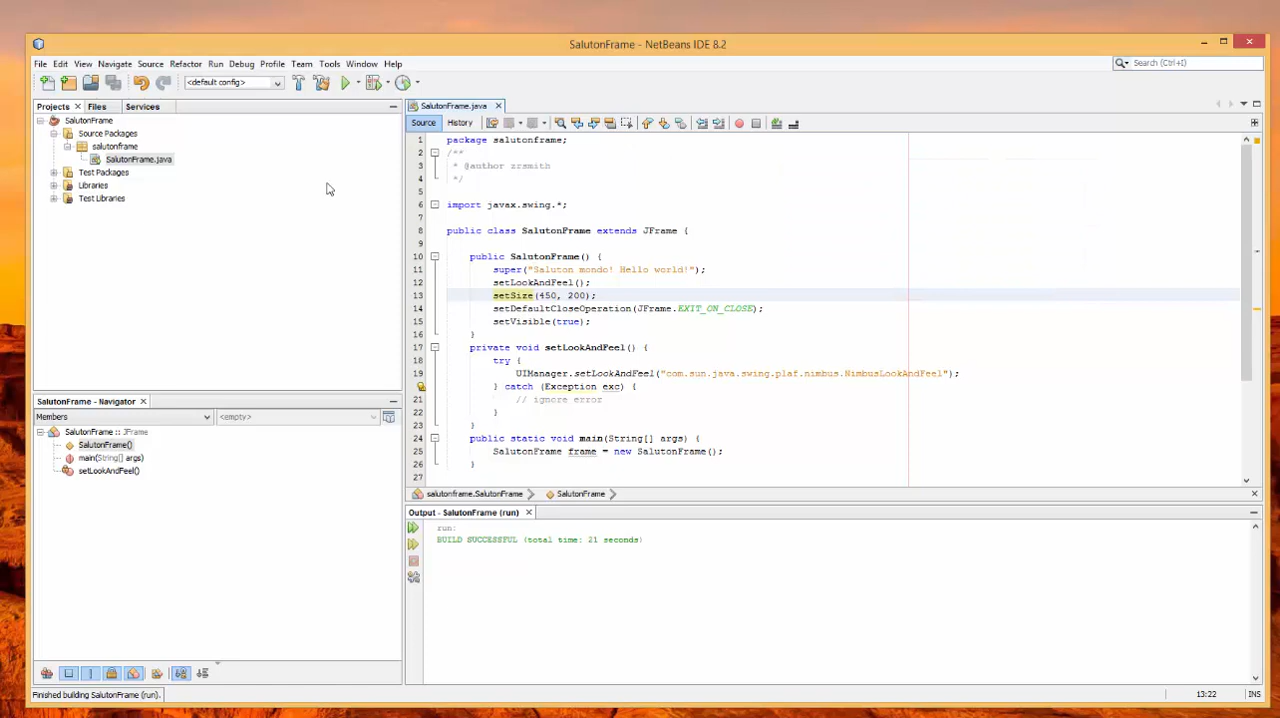 SalutonFrame - NetBeans IDE 8.2
File Edit View Navigate Source Refactor Run Debug Profile Team Tools Window Help
Search (Ctrl+I)
<default config>
Projects Files Services
SalutonFrame
Source Packages
salutonframe
SalutonFrame.java
Test Packages
Libraries
Test Libraries
SalutonFrame - Navigator
Members
<empty>
SalutonFrame :: JFrame
SalutonFrame()
main(String[] args)
setLookAndFeel()
SalutonFrame.java
Source History
1 package salutonframe;
2 /**
3 * @author zrsmith
4 */
5
6 import javax.swing.*;
7
8 public class SalutonFrame extends JFrame {
9
10 public SalutonFrame() {
11 super("Saluton mondo! Hello world!");
12 setLookAndFeel();
13 setSize(450, 200);
14 setDefaultCloseOperation(JFrame.EXIT_ON_CLOSE);
15 setVisible(true);
16 }
17 private void setLookAndFeel() {
18 try {
19 UIManager.setLookAndFeel("com.sun.java.swing.plaf.nimbus.NimbusLookAndFeel");
} catch (Exception exc) {
21 // ignore error
22 }
23 }
24 public static void main(String[] args) {
25 SalutonFrame frame = new SalutonFrame();
26 }
27
salutonframe.SalutonFrame SalutonFrame
Output - SalutonFrame (run)
run:
BUILD SUCCESSFUL (total time: 21 seconds)
Finished building SalutonFrame (run).
13:22 INS